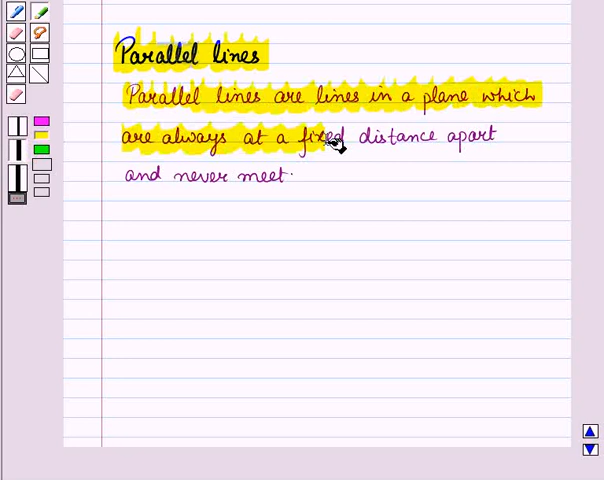 Parallel lines
Parallel lines are lines in a plane which
are always at a fixed distance apart
and never meet.